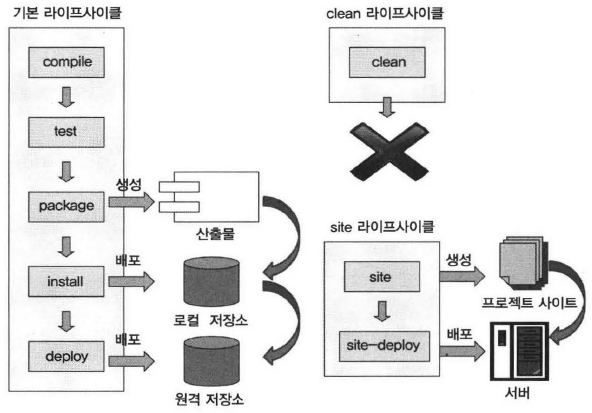 기본 라이프사이클
compile
test
package
생성
산출물
install
배포
로컬 저장소
deploy
배포
원격 저장소
clean 라이프사이클
clean
site 라이프사이클
site
생성
프로젝트 사이트
site-deploy
배포
서버